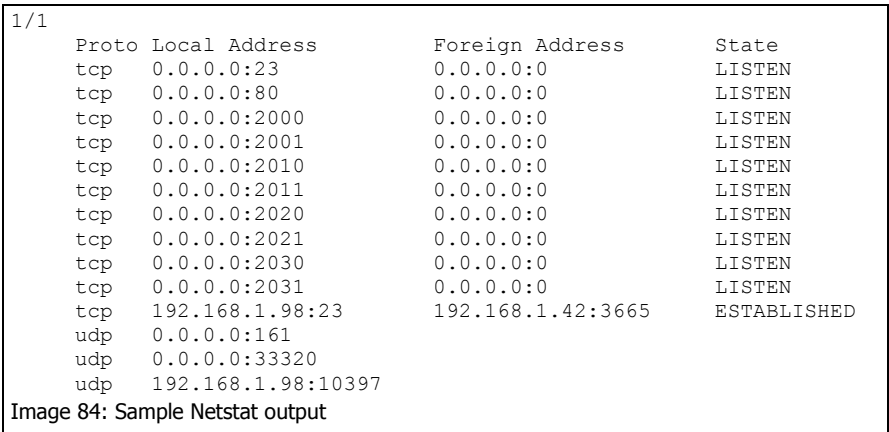 1/1
Proto Local Address Foreign Address State
tcp 0.0.0.0:23 0.0.0.0:0 LISTEN
tcp 0.0.0.0:80 0.0.0.0:0 LISTEN
tcp 0.0.0.0:2000 0.0.0.0:0 LISTEN
tcp 0.0.0.0:2001 0.0.0.0:0 LISTEN
tcp 0.0.0.0:2010 0.0.0.0:0 LISTEN
tcp 0.0.0.0:2011 0.0.0.0:0 LISTEN
tcp 0.0.0.0:2020 0.0.0.0:0 LISTEN
tcp 0.0.0.0:2021 0.0.0.0:0 LISTEN
tcp 0.0.0.0:2030 0.0.0.0:0 LISTEN
tcp 0.0.0.0:2031 0.0.0.0:0 LISTEN
tcp 192.168.1.98:23 192.168.1.42:3665 ESTABLISHED
udp 0.0.0.0:161
udp 0.0.0.0:33320
udp 192.168.1.98:10397
Image 84: Sample Netstat output